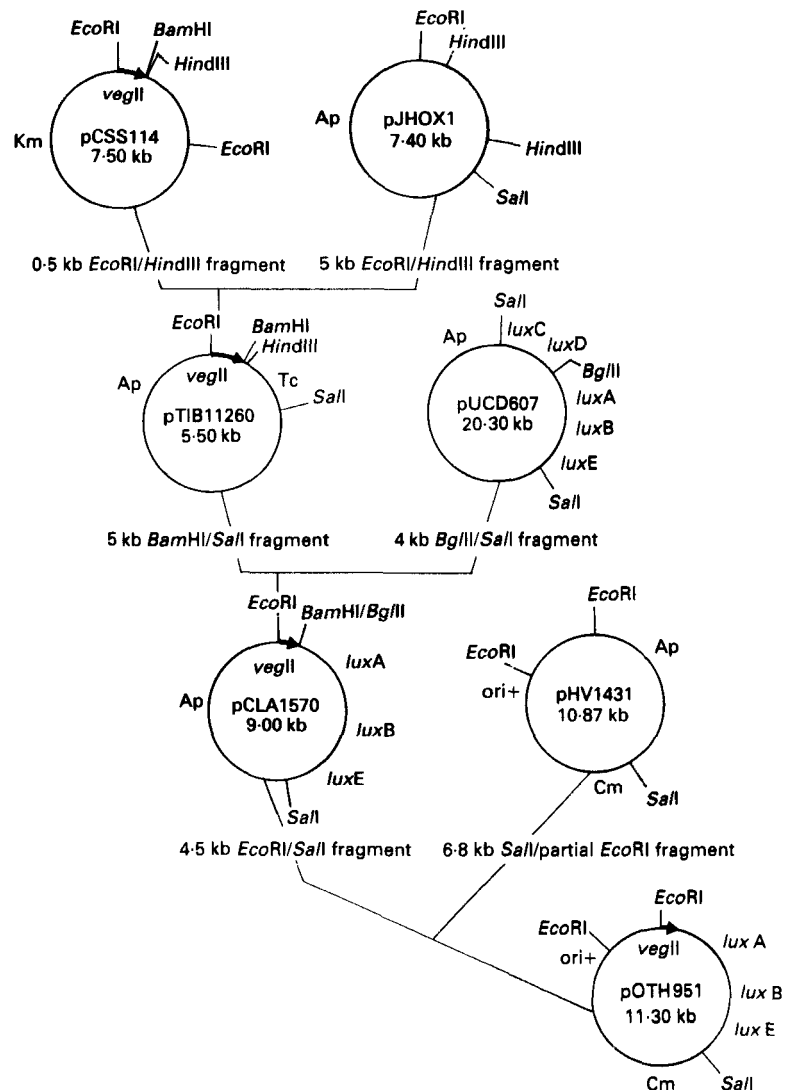 EcoRI
BamHI
HindIII
vegII
Km
pCSS114
7·50 kb
EcoRI
EcoRI
HindIII
Ap
pJHOX1
7·40 kb
HindIII
SalI
0·5 kb EcoRI/HindIII fragment
5 kb EcoRI/HindIII fragment
EcoRI
BamHI
HindIII
vegII
Ap
Tc
SalI
pTIB11260
5·50 kb
SalI
Ap
luxC
luxD
BglII
pUCD607
20·30 kb
luxA
luxB
luxE
SalI
5 kb BamHI/SalI fragment
4 kb BglII/SalI fragment
EcoRI
BamHI/BglII
vegII
luxA
Ap
pCLA1570
9·00 kb
luxB
luxE
SalI
EcoRI
EcoRI
Ap
ori+
pHV1431
10·87 kb
Cm
SalI
4·5 kb EcoRI/SalI fragment
6·8 kb SalI/partial EcoRI fragment
EcoRI
EcoRI
ori+
vegII
lux A
pOTH951
11·30 kb
lux B
lux E
Cm
SalI